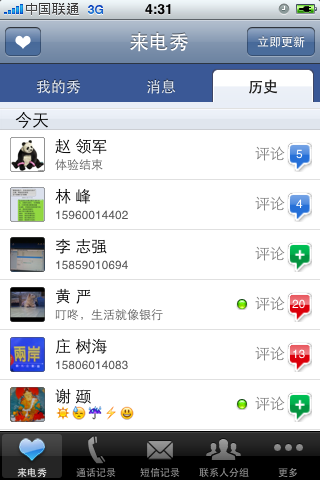 中国联通 3G 4:31
来电秀 立即更新
我的秀 消息 历史
今天
赵 领军 评论 5
体验结束
林 峰 评论 4
15960014402
李 志强 评论
15859010694
黄 严 评论 20
叮咚，生活就像银行
庄 树海 评论 13
15806014083
兩岸
谢 颋 评论
来电秀 通话记录 短信记录 联系人分组 更多